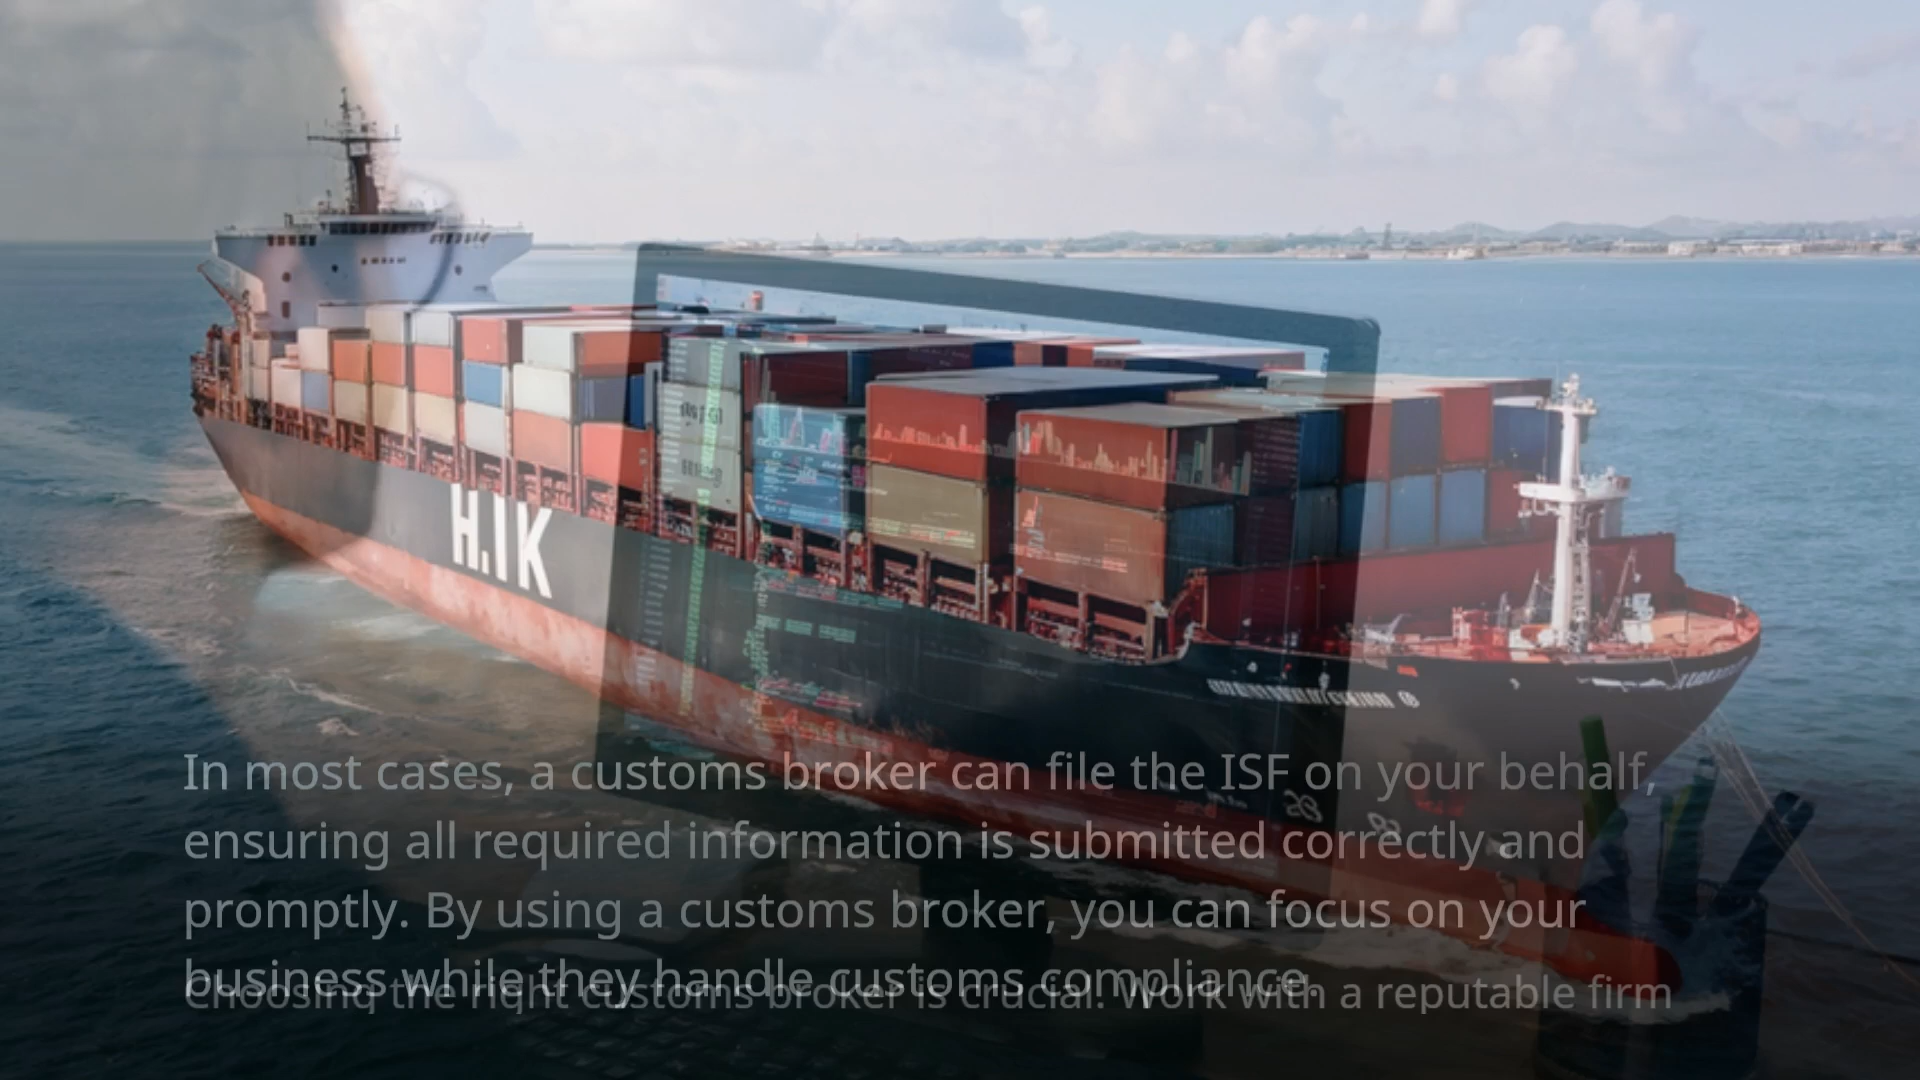 H.IK
In most cases, a customs broker can file the ISF on your behalf,
ensuring all required information is submitted correctly and
promptly. By using a customs broker, you can focus on your
business while they handle customs compliance.
Choosing the right customs broker is crucial. Work with a reputable firm